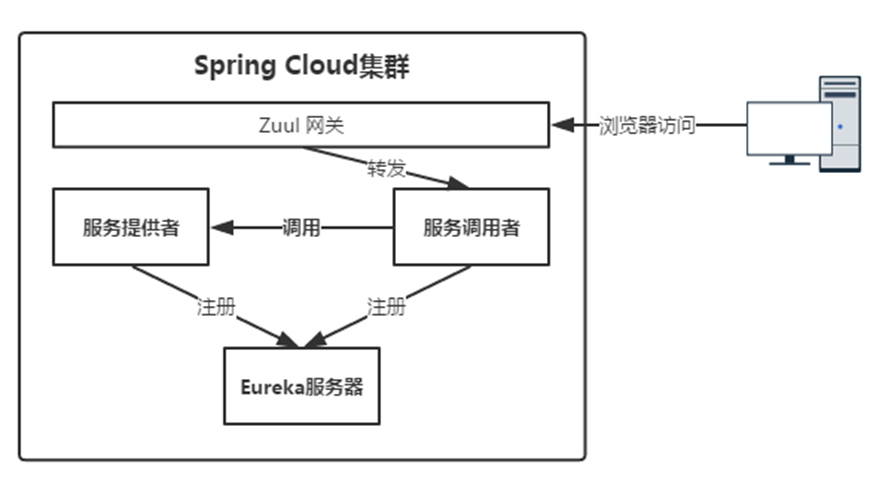 Spring Cloud集群
Zuul 网关
浏览器访问
转发
服务提供者
调用
服务调用者
注册
注册
Eureka服务器